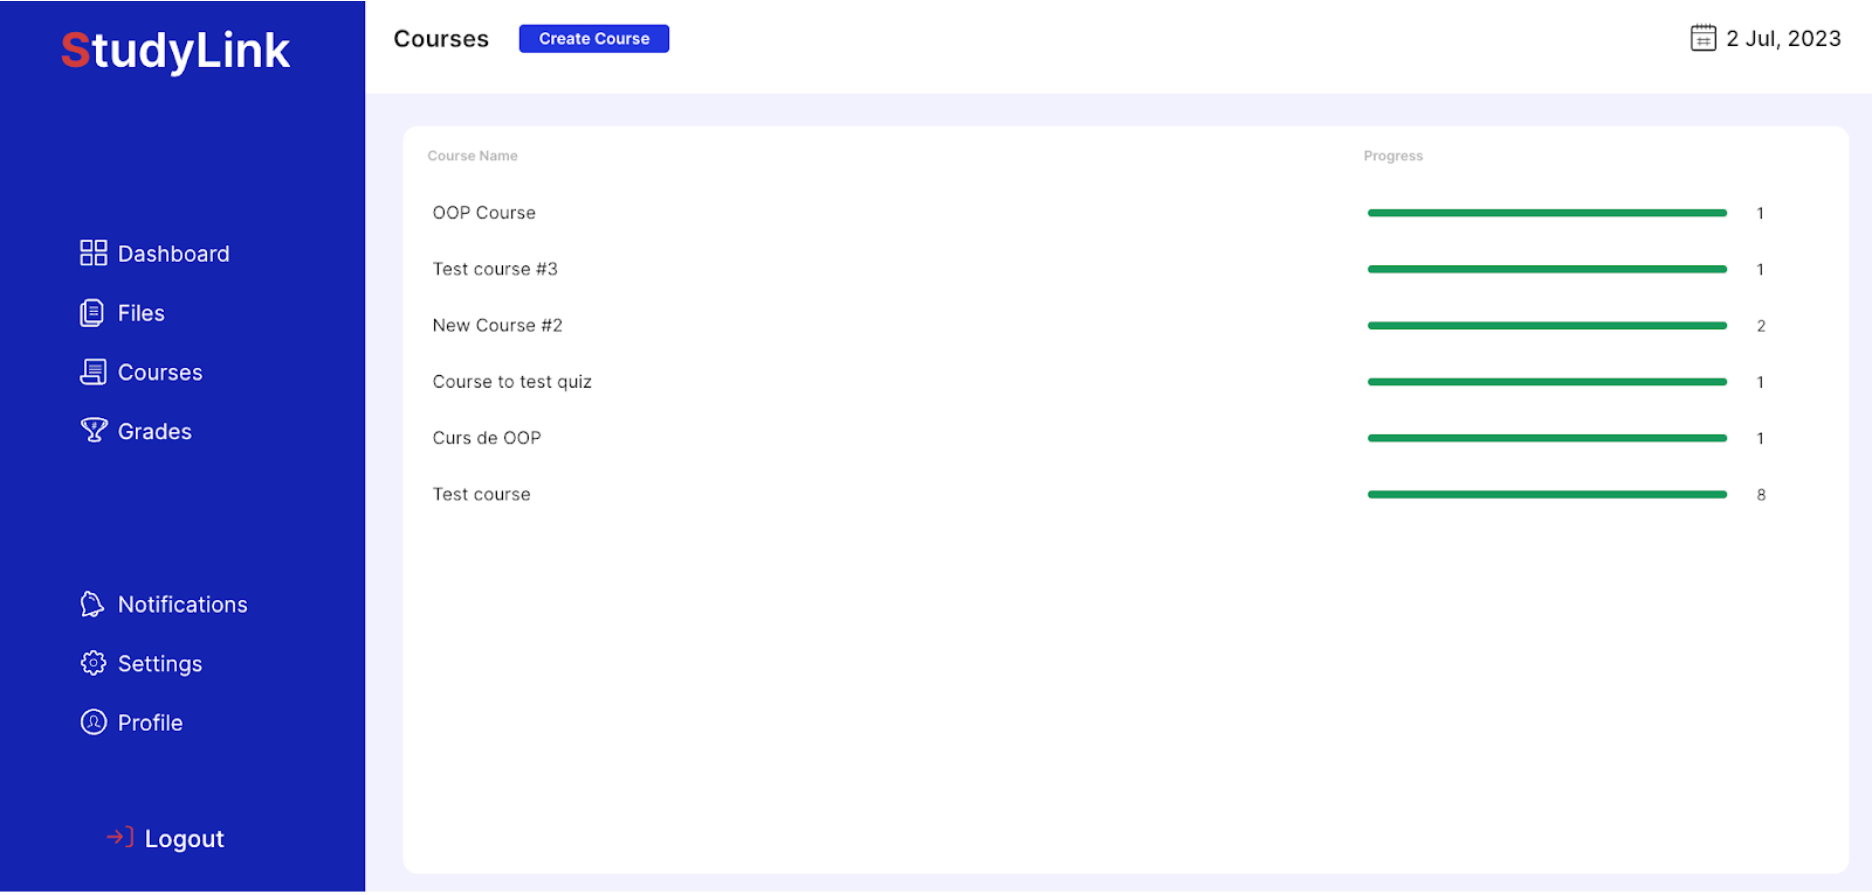 StudyLink
Dashboard
Files
Courses
Grades
Notifications
Settings
Profile
Logout
Courses
Create Course
2 Jul, 2023
Course Name Progress
OOP Course 1
Test course #3 1
New Course #2 2
Course to test quiz 1
Curs de OOP 1
Test course 8